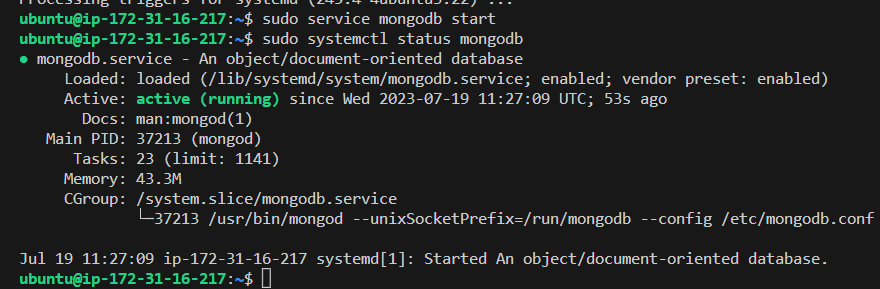 Processing triggers for systemd (245.4-4ubuntu3.22) ...
ubuntu@ip-172-31-16-217:~$ sudo service mongodb start
ubuntu@ip-172-31-16-217:~$ sudo systemctl status mongodb
● mongodb.service - An object/document-oriented database
Loaded: loaded (/lib/systemd/system/mongodb.service; enabled; vendor preset: enabled)
Active: active (running) since Wed 2023-07-19 11:27:09 UTC; 53s ago
Docs: man:mongod(1)
Main PID: 37213 (mongod)
Tasks: 23 (limit: 1141)
Memory: 43.3M
CGroup: /system.slice/mongodb.service
└─37213 /usr/bin/mongod --unixSocketPrefix=/run/mongodb --config /etc/mongodb.conf
Jul 19 11:27:09 ip-172-31-16-217 systemd[1]: Started An object/document-oriented database.
ubuntu@ip-172-31-16-217:~$